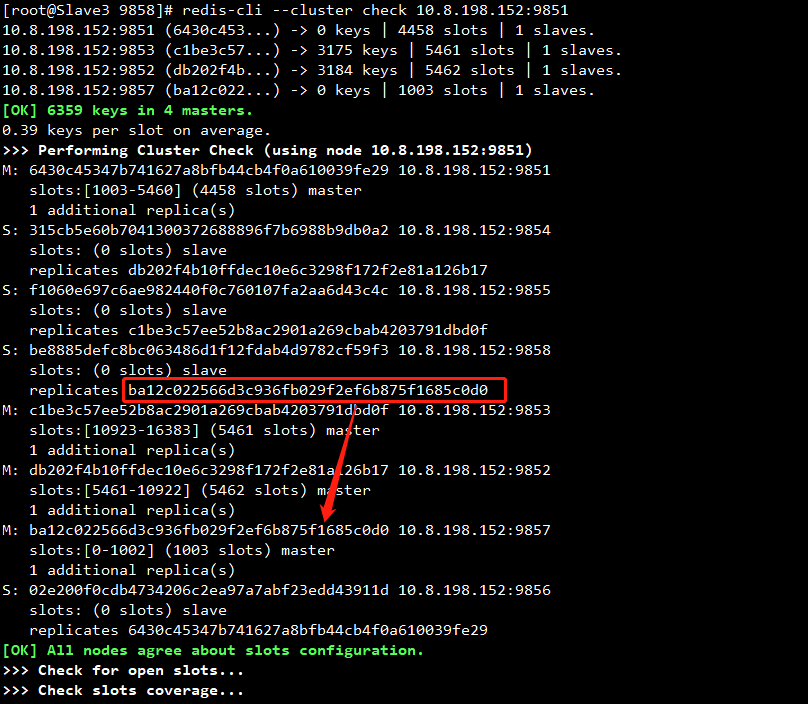 [root@Slave3 9858]# redis-cli --cluster check 10.8.198.152:9851
10.8.198.152:9851 (6430c453...) -> 0 keys | 4458 slots | 1 slaves.
10.8.198.152:9853 (c1be3c57...) -> 3175 keys | 5461 slots | 1 slaves.
10.8.198.152:9852 (db202f4b...) -> 3184 keys | 5462 slots | 1 slaves.
10.8.198.152:9857 (ba12c022...) -> 0 keys | 1003 slots | 1 slaves.
[OK] 6359 keys in 4 masters.
0.39 keys per slot on average.
>>> Performing Cluster Check (using node 10.8.198.152:9851)
M: 6430c45347b741627a8bfb44cb4f0a610039fe29 10.8.198.152:9851
   slots:[1003-5460] (4458 slots) master
   1 additional replica(s)
S: 315cb5e60b7041300372688896f7b6988b9db0a2 10.8.198.152:9854
   slots: (0 slots) slave
   replicates db202f4b10ffdec10e6c3298f172f2e81a126b17
S: f1060e697c6ae982440f0c760107fa2aa6d43c4c 10.8.198.152:9855
   slots: (0 slots) slave
   replicates c1be3c57ee52b8ac2901a269cbab4203791dbd0f
S: be8885defc8bc063486d1f12fdab4d9782cf59f3 10.8.198.152:9858
   slots: (0 slots) slave
   replicates ba12c022566d3c936fb029f2ef6b875f1685c0d0
M: c1be3c57ee52b8ac2901a269cbab4203791dbd0f 10.8.198.152:9853
   slots:[10923-16383] (5461 slots) master
   1 additional replica(s)
M: db202f4b10ffdec10e6c3298f172f2e81a126b17 10.8.198.152:9852
   slots:[5461-10922] (5462 slots) master
   1 additional replica(s)
M: ba12c022566d3c936fb029f2ef6b875f1685c0d0 10.8.198.152:9857
   slots:[0-1002] (1003 slots) master
   1 additional replica(s)
S: 02e200f0cdb4734206c2ea97a7abf23edd43911d 10.8.198.152:9856
   slots: (0 slots) slave
   replicates 6430c45347b741627a8bfb44cb4f0a610039fe29
[OK] All nodes agree about slots configuration.
>>> Check for open slots...
>>> Check slots coverage...